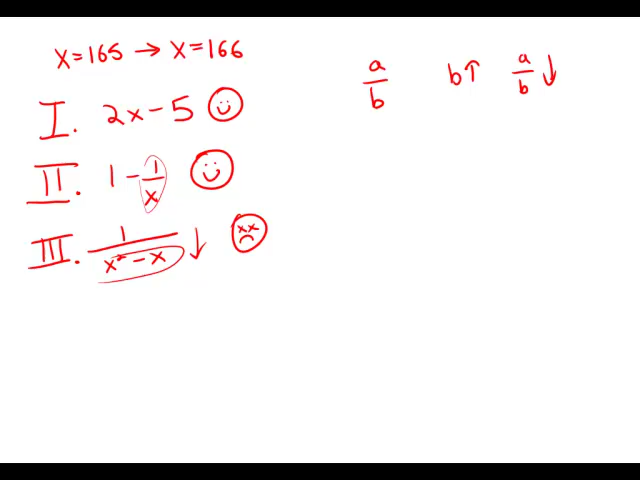 x=165 → x=166
a/b b↑ a/b ↓
I. 2x-5
II. 1 - 1/x
III. 1/(x² - x) ↓